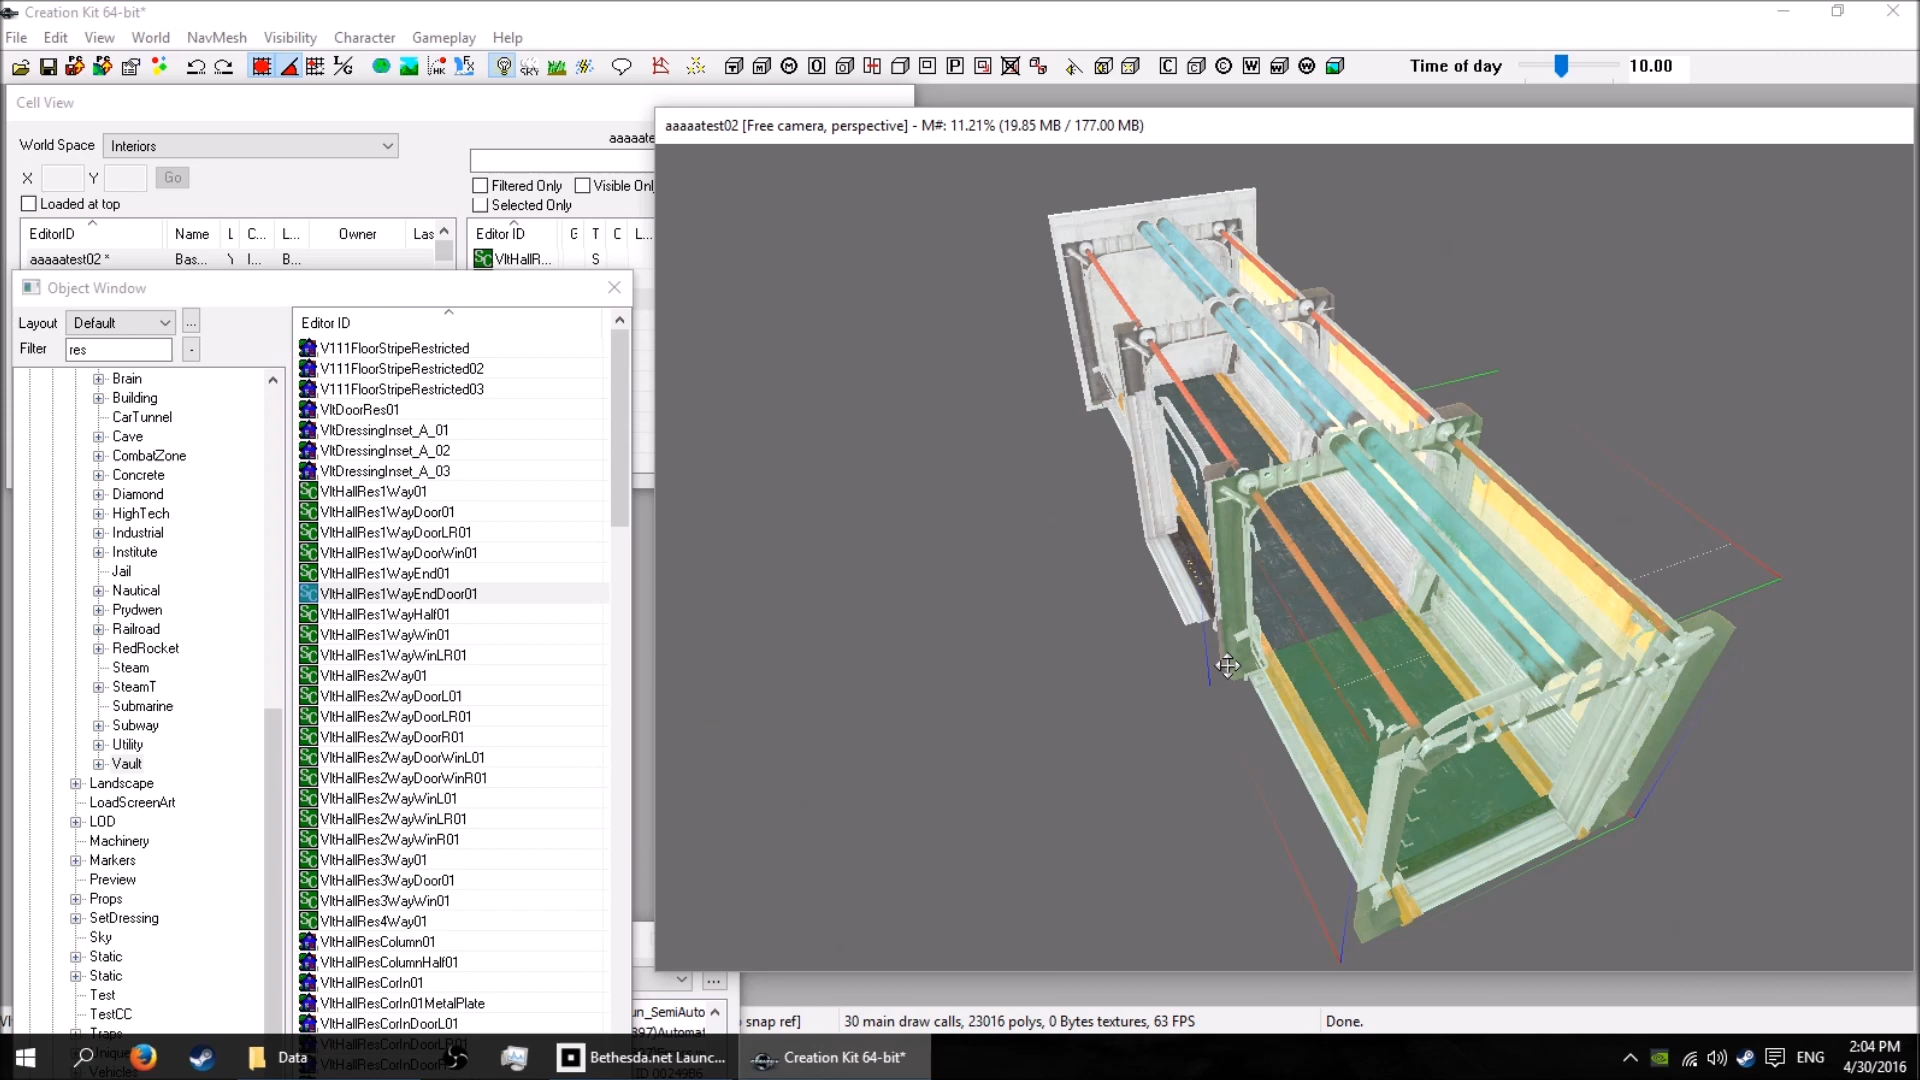 Creation Kit 64-bit*
File Edit View World NavMesh Visibility Character Gameplay Help
Time of day 10.00
Cell View
World Space Interiors
X Y Go
Loaded at top
Filtered Only
Selected Only
EditorID Name L C... L... Owner Las
aaaaatest02 * Bas... Y I... B...
Editor ID G T C L...
VltHallR... S
aaaaatest02 [Free camera, perspective] - M#: 11.21% (19.85 MB / 177.00 MB)
Object Window
Layout Default ...
Filter res -
Brain
Building
CarTunnel
Cave
CombatZone
Concrete
Diamond
HighTech
Industrial
Institute
Jail
Nautical
Prydwen
Railroad
RedRocket
Steam
SteamT
Submarine
Subway
Utility
Vault
Landscape
LoadScreenArt
LOD
Machinery
Markers
Preview
Props
SetDressing
Sky
Static
Static
Test
TestCC
Traps
Editor ID
V111FloorStripeRestricted
V111FloorStripeRestricted02
V111FloorStripeRestricted03
VltDoorRes01
VltDressingInset_A_01
VltDressingInset_A_02
VltDressingInset_A_03
VltHallRes1Way01
VltHallRes1WayDoor01
VltHallRes1WayDoorLR01
VltHallRes1WayDoorWin01
VltHallRes1WayEnd01
VltHallRes1WayEndDoor01
VltHallRes1WayHalf01
VltHallRes1WayWin01
VltHallRes1WayWinLR01
VltHallRes2Way01
VltHallRes2WayDoorL01
VltHallRes2WayDoorLR01
VltHallRes2WayDoorR01
VltHallRes2WayDoorWinL01
VltHallRes2WayDoorWinR01
VltHallRes2WayWinL01
VltHallRes2WayWinLR01
VltHallRes2WayWinR01
VltHallRes3Way01
VltHallRes3WayDoor01
VltHallRes3WayWin01
VltHallRes4Way01
VltHallResColumn01
VltHallResColumnHalf01
VltHallResCorIn01
VltHallResCorIn01MetalPlate
VltHallResCorInDoorL01
un_SemiAuto
snap ref] 30 main draw calls, 23016 polys, 0 Bytes textures, 63 FPS Done.
Data
Bethesda.net Launc...
Creation Kit 64-bit*
ENG
2:04 PM
4/30/2016